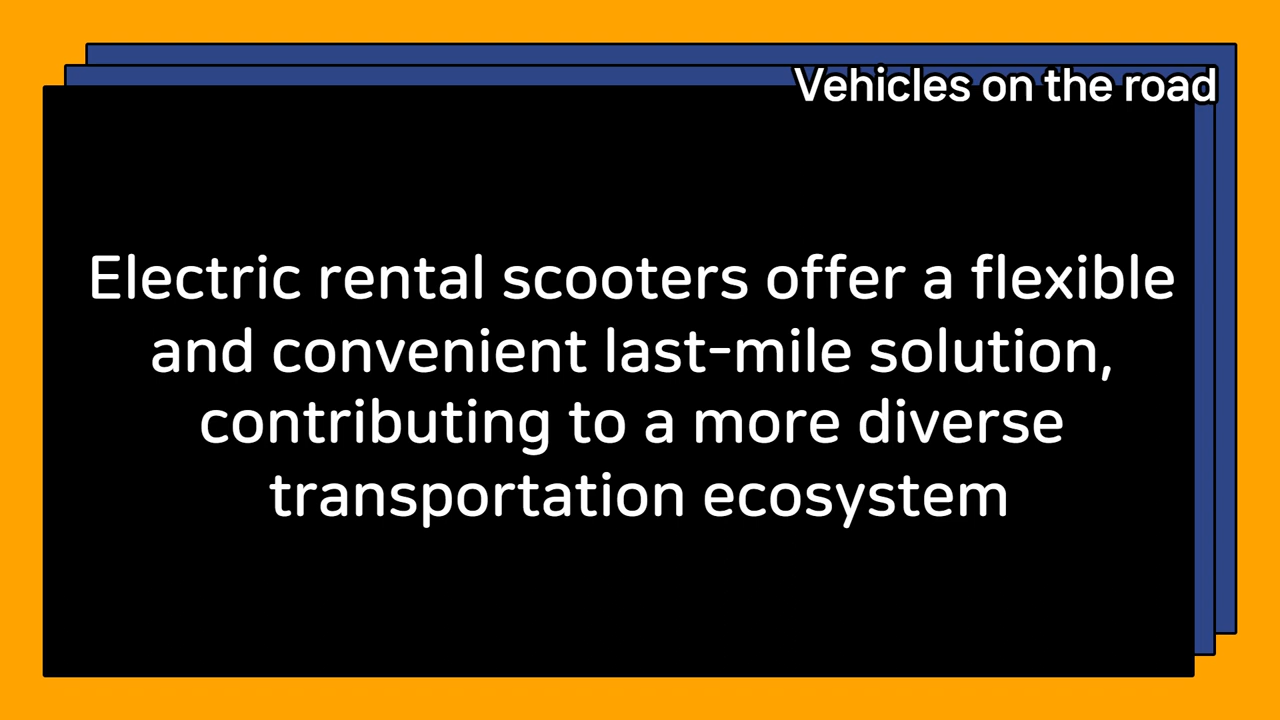 Vehicles on the road
Electric rental scooters offer a flexible
and convenient last-mile solution,
contributing to a more diverse
transportation ecosystem